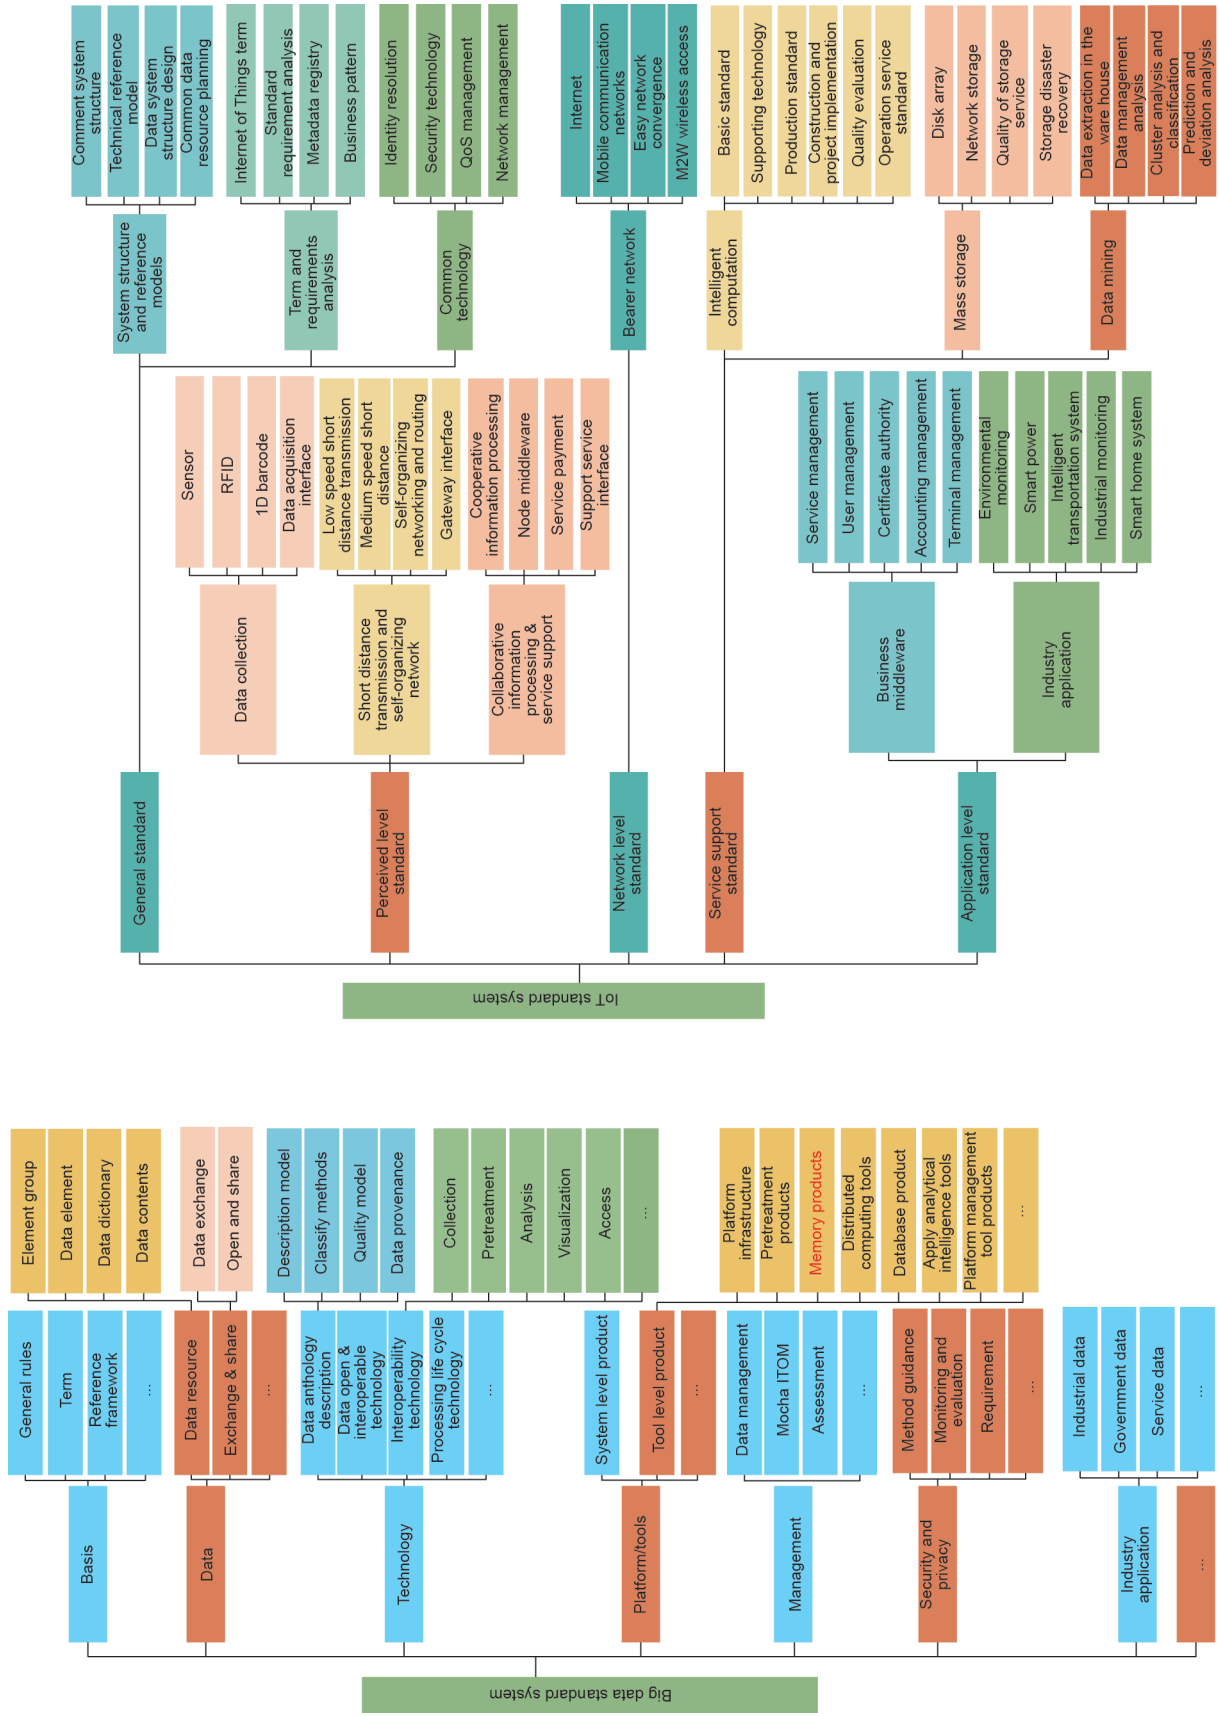 Big data standard system
Basis
General rules
Term
Reference
framework
...
Data
Data resource
Element group
Data element
Data dictionary
Data contents
Exchange & share
Data exchange
Open and share
...
Technology
Data anthology
description
Description model
Classify methods
Quality model
Data provenance
Data open &
interoperable
technology
Interoperability
technology
Collection
Pretreatment
Analysis
Visualization
Access
...
Processing life cycle
technology
...
Platform/tools
System level product
Tool level product
Platform
infrastructure
Pretreatment
products
Memory products
Distributed
computing tools
Database product
Apply analytical
intelligence tools
Platform management
tool products
...
...
Management
Data management
Mocha ITOM
Assessment
...
Security and
privacy
Method guidance
Monitoring and
evaluation
Requirement
...
Industry
application
Industrial data
Government data
Service data
...
...
IoT standard system
General standard
System structure
and reference
models
Comment system
structure
Technical reference
model
Data system
structure design
Common data
resource planning
Term and
requirements
analysis
Internet of Things term
Standard
requirement analysis
Metadata registry
Business pattern
Common
technology
Identity resolution
Security technology
QoS management
Network management
Perceived level
standard
Data collection
Sensor
RFID
1D barcode
Data acquisition
interface
Short distance
transmission and
self-organizing
network
Low speed short
distance transmission
Medium speed short
distance
Self-organizing
networking and routing
Gateway interface
Collaborative
information
processing &
service support
Cooperative
information processing
Node middleware
Service payment
Support service
interface
Network level
standard
Bearer network
Internet
Mobile communication
networks
Easy network
convergence
M2W wireless access
Service support
standard
Intelligent
computation
Basic standard
Supporting technology
Production standard
Construction and
project implementation
Quality evaluation
Operation service
standard
Mass storage
Disk array
Network storage
Quality of storage
service
Storage disaster
recovery
Data mining
Data extraction in the
ware house
Data management
analysis
Cluster analysis and
classification
Prediction and
deviation analysis
Application level
standard
Business
middleware
Service management
User management
Certificate authority
Accounting management
Terminal management
Industry
application
Environmental
monitoring
Smart power
Intelligent
transportation system
Industrial monitoring
Smart home system